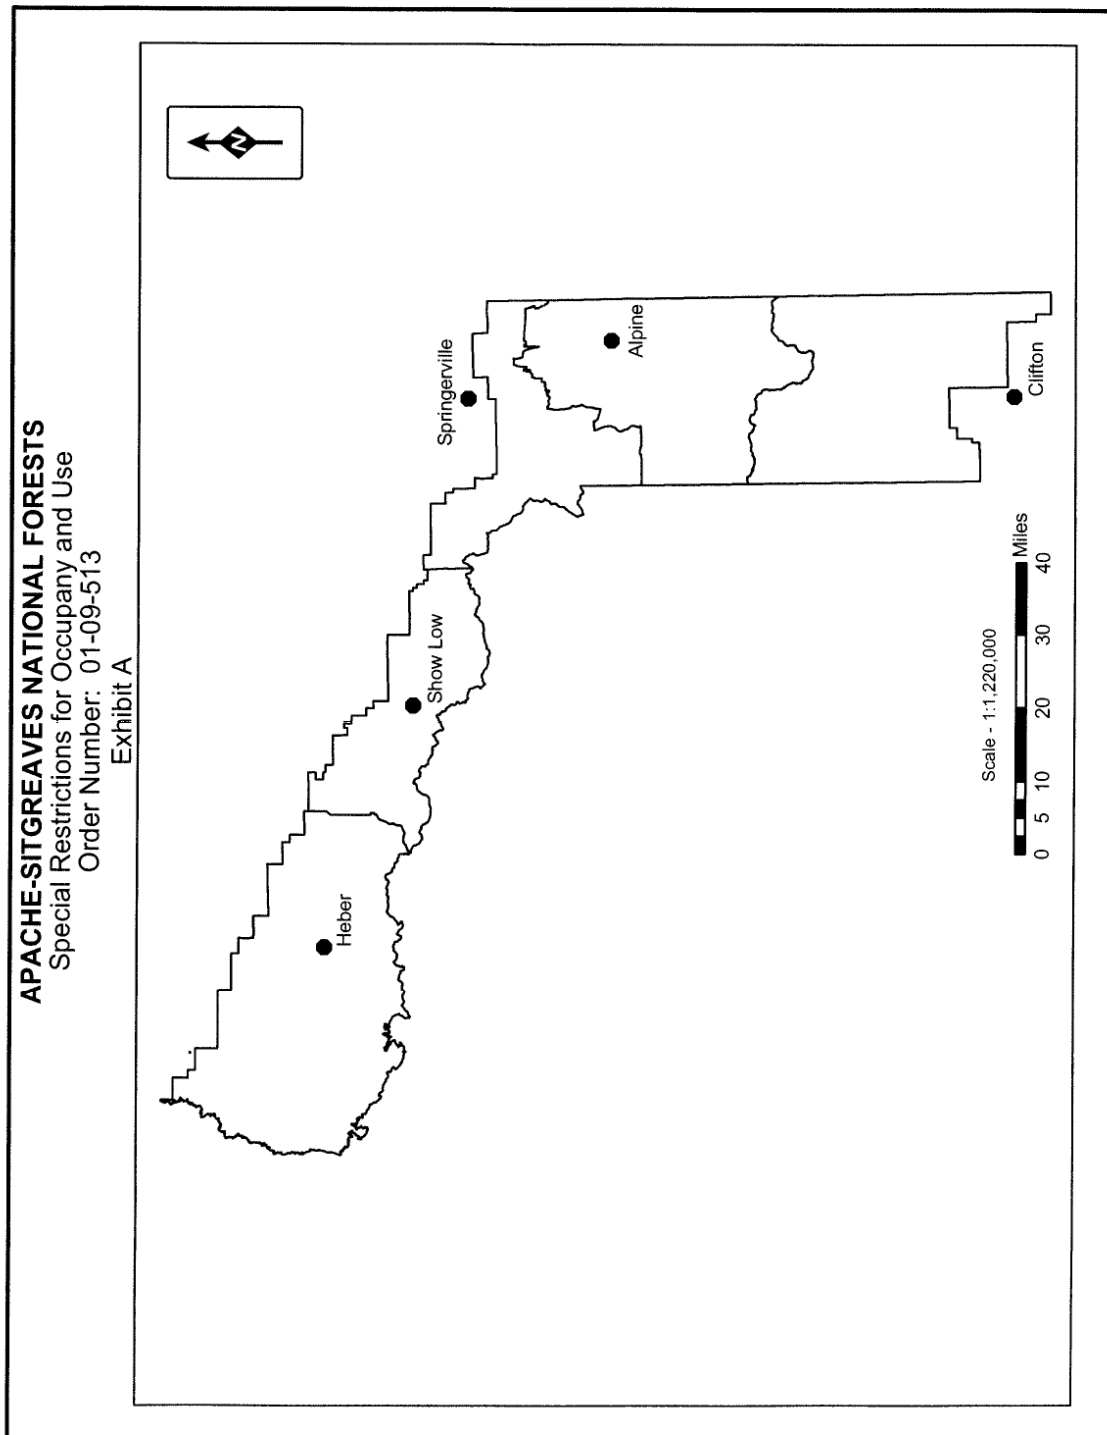 APACHE-SITGREAVES NATIONAL FORESTS
Special Restrictions for Occupany and Use
Order Number: 01-09-513
Exhibit A
N
Springerville
Alpine
Show Low
Heber
Clifton
Scale - 1:1,220,000
0 5 10 20 30 40 Miles